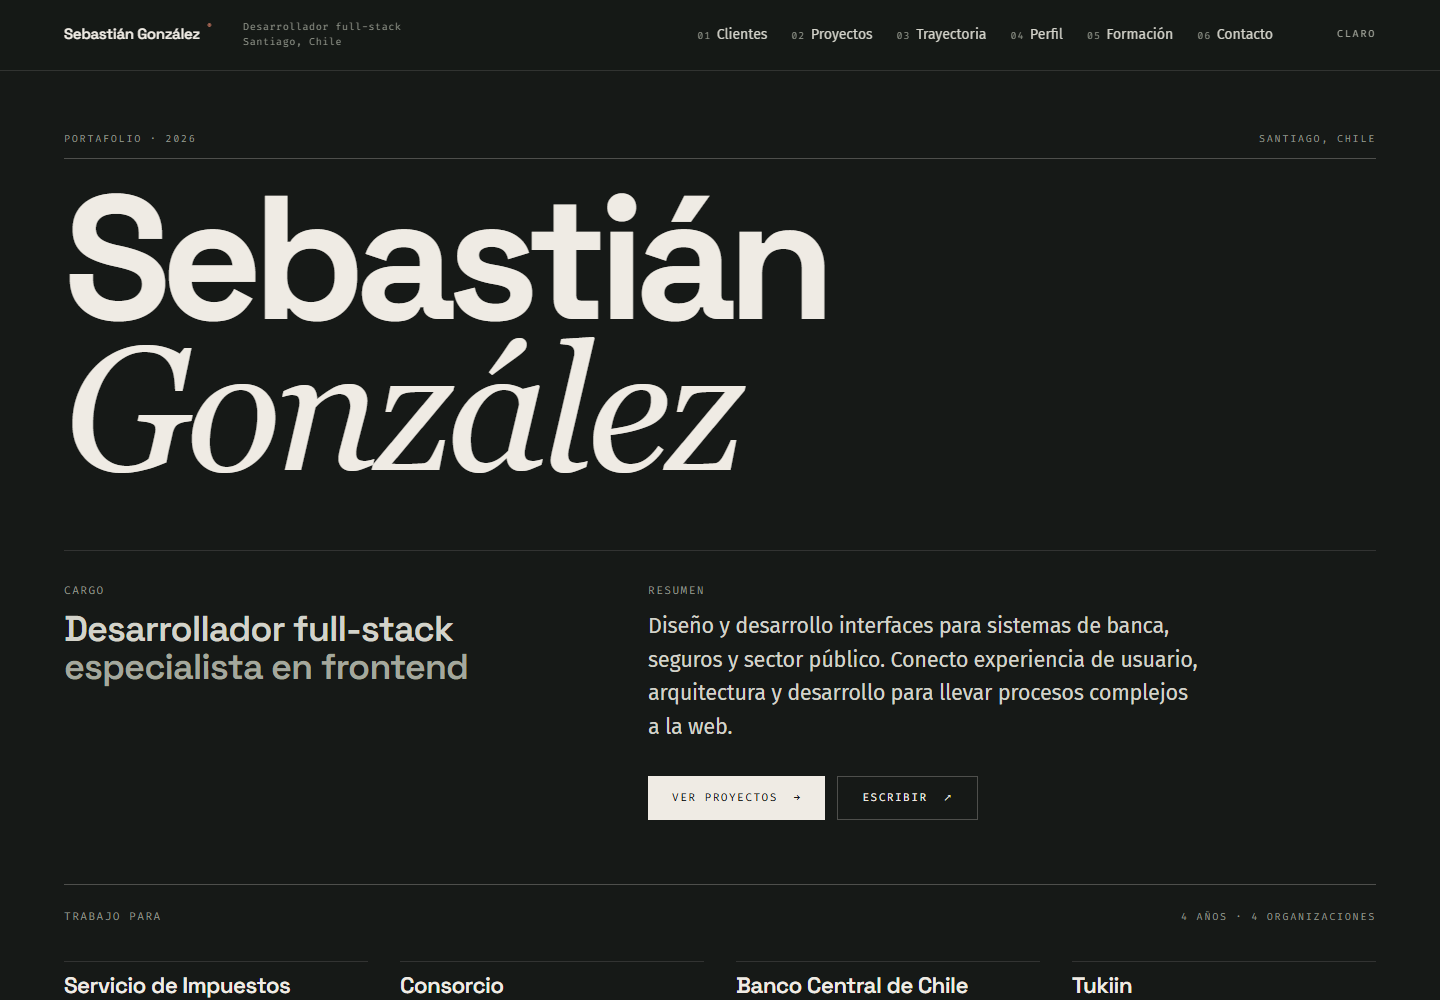 Sebastián González
Desarrollador full-stack
Santiago, Chile
01 Clientes
02 Proyectos
03 Trayectoria
04 Perfil
05 Formación
06 Contacto
CLARO
PORTAFOLIO · 2026
SANTIAGO, CHILE
Sebastián
González
CARGO
Desarrollador full-stack
especialista en frontend
RESUMEN
Diseño y desarrollo interfaces para sistemas de banca,
seguros y sector público. Conecto experiencia de usuario,
arquitectura y desarrollo para llevar procesos complejos
a la web.
VER PROYECTOS →
ESCRIBIR ↗
TRABAJO PARA
4 AÑOS · 4 ORGANIZACIONES
Servicio de Impuestos
Consorcio
Banco Central de Chile
Tukiin